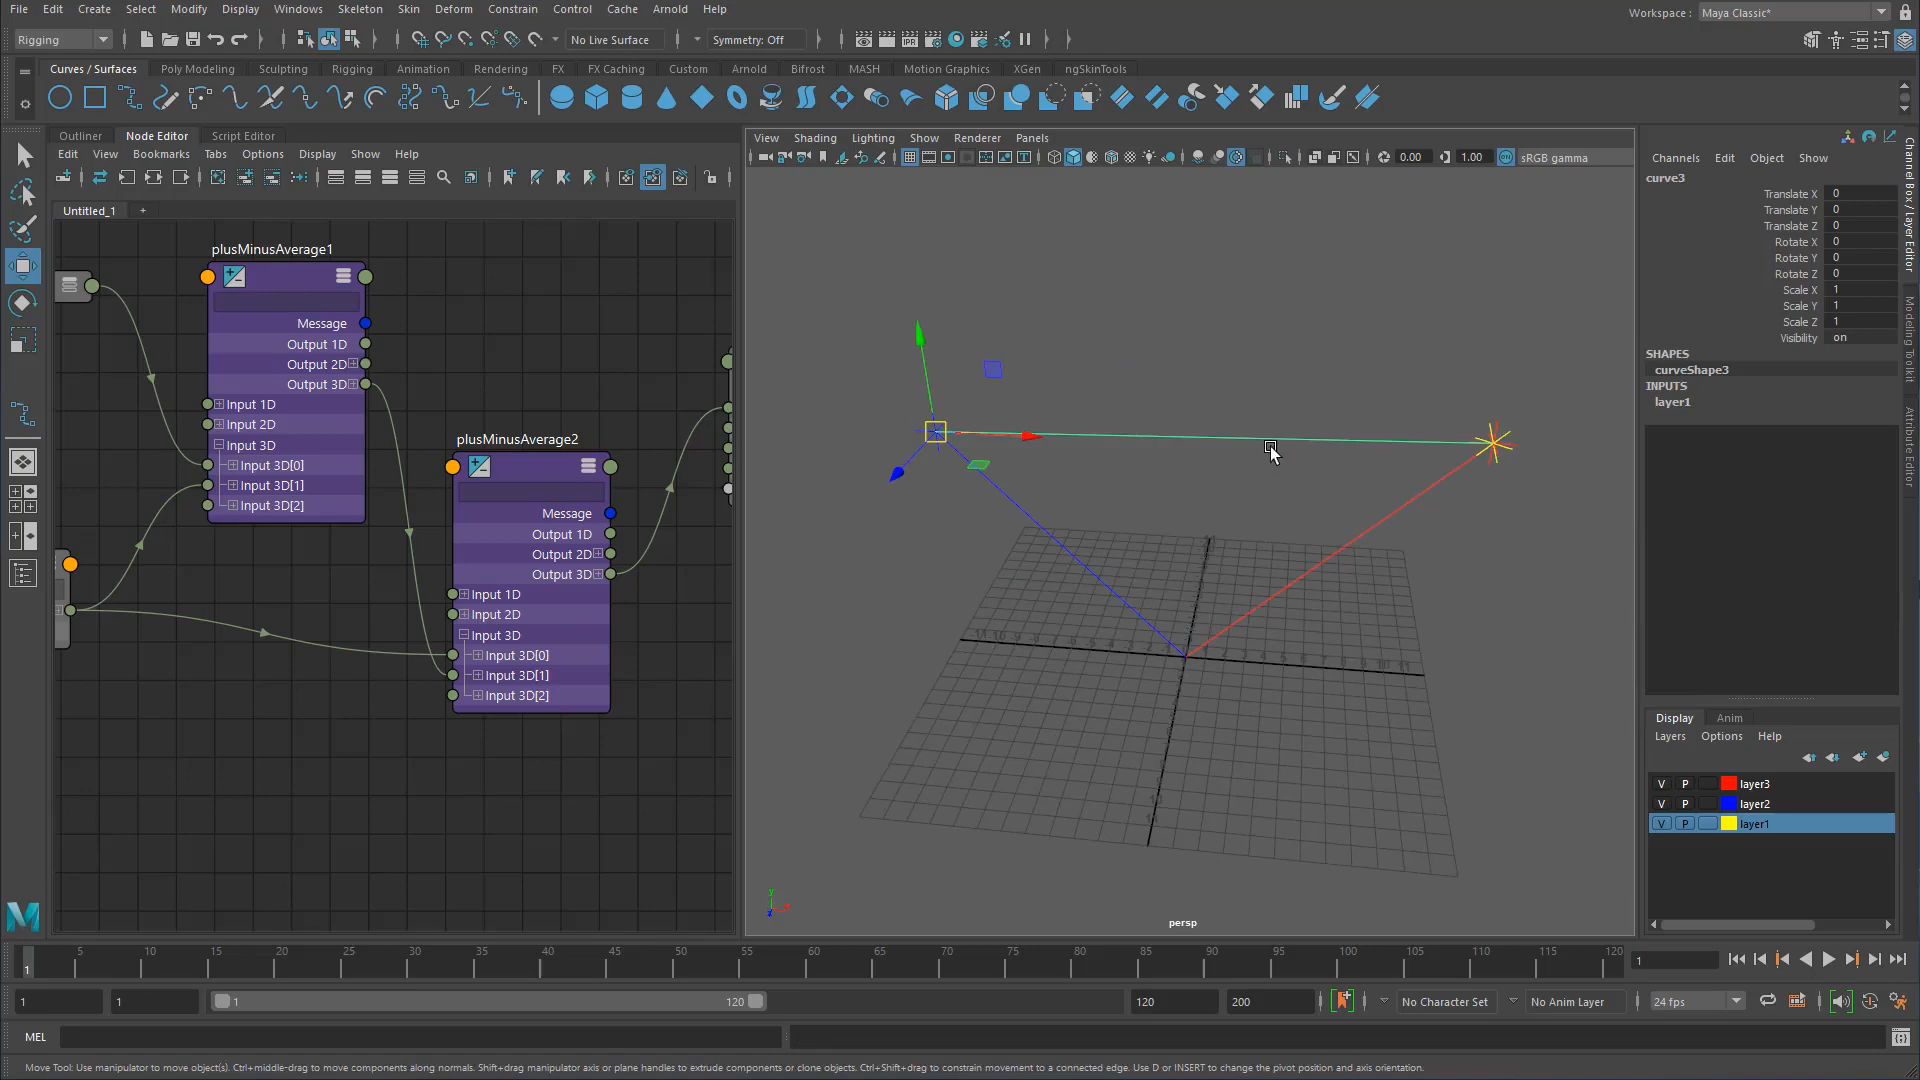 File Edit Create Select Modify Display Windows Skeleton Skin Deform Constrain Control Cache Arnold Help
Workspace : Maya Classic*
Rigging No Live Surface Symmetry: Off
Curves / Surfaces Poly Modeling Sculpting Rigging Animation Rendering FX FX Caching Custom Arnold Bifrost MASH Motion Graphics XGen ngSkinTools
Outliner Node Editor Script Editor
Edit View Bookmarks Tabs Options Display Show Help
Untitled_1 +
plusMinusAverage1
Message
Output 1D
Output 2D
Output 3D
Input 1D
Input 2D
Input 3D
Input 3D[0]
Input 3D[1]
Input 3D[2]
plusMinusAverage2
Message
Output 1D
Output 2D
Output 3D
Input 1D
Input 2D
Input 3D
Input 3D[0]
Input 3D[1]
Input 3D[2]
View Shading Lighting Show Renderer Panels
0.00 1.00 sRGB gamma
persp
Channels Edit Object Show
curve3
Translate X 0
Translate Y 0
Translate Z 0
Rotate X 0
Rotate Y 0
Rotate Z 0
Scale X 1
Scale Y 1
Scale Z 1
Visibility on
SHAPES
curveShape3
INPUTS
layer1
Channel Box / Layer Editor
Modeling Toolkit
Attribute Editor
Display Anim
Layers Options Help
V P layer3
V P layer2
V P layer1
5 10 15 20 25 30 35 40 45 50 55 60 65 70 75 80 85 90 95 100 105 110 115 120
1
1
1 1 1 120 120 200 No Character Set No Anim Layer 24 fps
MEL
Move Tool: Use manipulator to move object(s). Ctrl+middle-drag to move components along normals. Shift+drag manipulator axis or plane handles to extrude components or clone objects. Ctrl+Shift+drag to constrain movement to a connected edge. Use D or INSERT to change the pivot position and axis orientation.